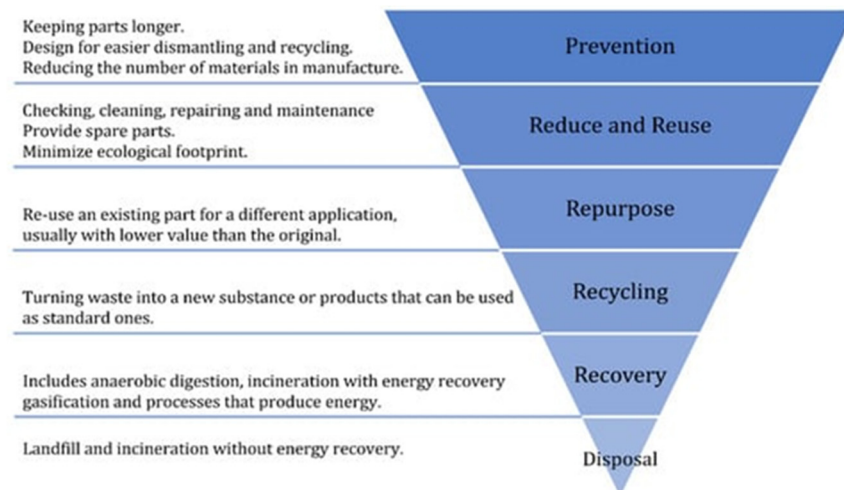 Keeping parts longer.
Design for easier dismantling and recycling.
Reducing the number of materials in manufacture.
Prevention
Checking, cleaning, repairing and maintenance
Provide spare parts.
Minimize ecological footprint.
Reduce and Reuse
Re-use an existing part for a different application,
usually with lower value than the original.
Repurpose
Turning waste into a new substance or products that can be used
as standard ones.
Recycling
Includes anaerobic digestion, incineration with energy recovery
gasification and processes that produce energy.
Recovery
Landfill and incineration without energy recovery.
Disposal